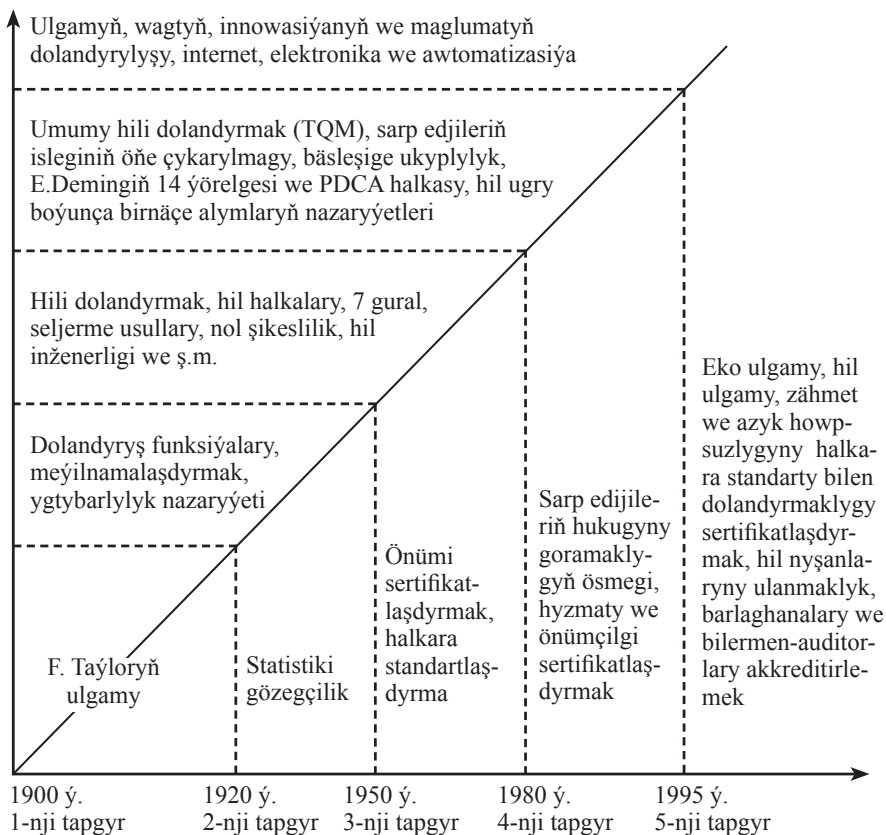 Ulgamyň, wagtyň, innowasiýanyň we maglumatyň
dolandyrylyşy, internet, elektronika we awtomatizasiýa
Umumy hili dolandyrmak (TQM), sarp edjileriň
isleginiň öňe çykarylmagy, bäsleşige ukyplylyk,
E.Demingiň 14 ýörelgesi we PDCA halkasy, hil ugry
boýunça birnäçe alymlaryň nazaryýetleri
Hili dolandyrmak, hil halkalary, 7 gural,
seljerme usullary, nol şikeslilik, hil
inženerligi we ş.m.
Dolandyryş funksiýalary,
meýilnamalaşdyrmak,
ygtybarlylyk nazaryýeti
F. Taýloryň
ulgamy
Statistiki
gözegçilik
Önümi
sertifikat-
laşdyrmak,
halkara
standartlaş-
dyrma
Sarp edijile-
riň hukugyny
goramakly-
gyň ösmegi,
hyzmaty we
önümçilgi
sertifikatlaş-
dyrmak
Eko ulgamy, hil
ulgamy, zähmet
we azyk howp-
suzlygyny halka-
ra standarty bilen
dolandyrmaklygy
sertifikatlaşdyr-
mak, hil nyşanla-
ryny ulanmaklyk,
barlaghanalary we
bilermen-auditor-
lary akkreditirle-
mek
1900 ý.
1-nji tapgyr
1920 ý.
2-nji tapgyr
1950 ý.
3-nji tapgyr
1980 ý.
4-nji tapgyr
1995 ý.
5-nji tapgyr